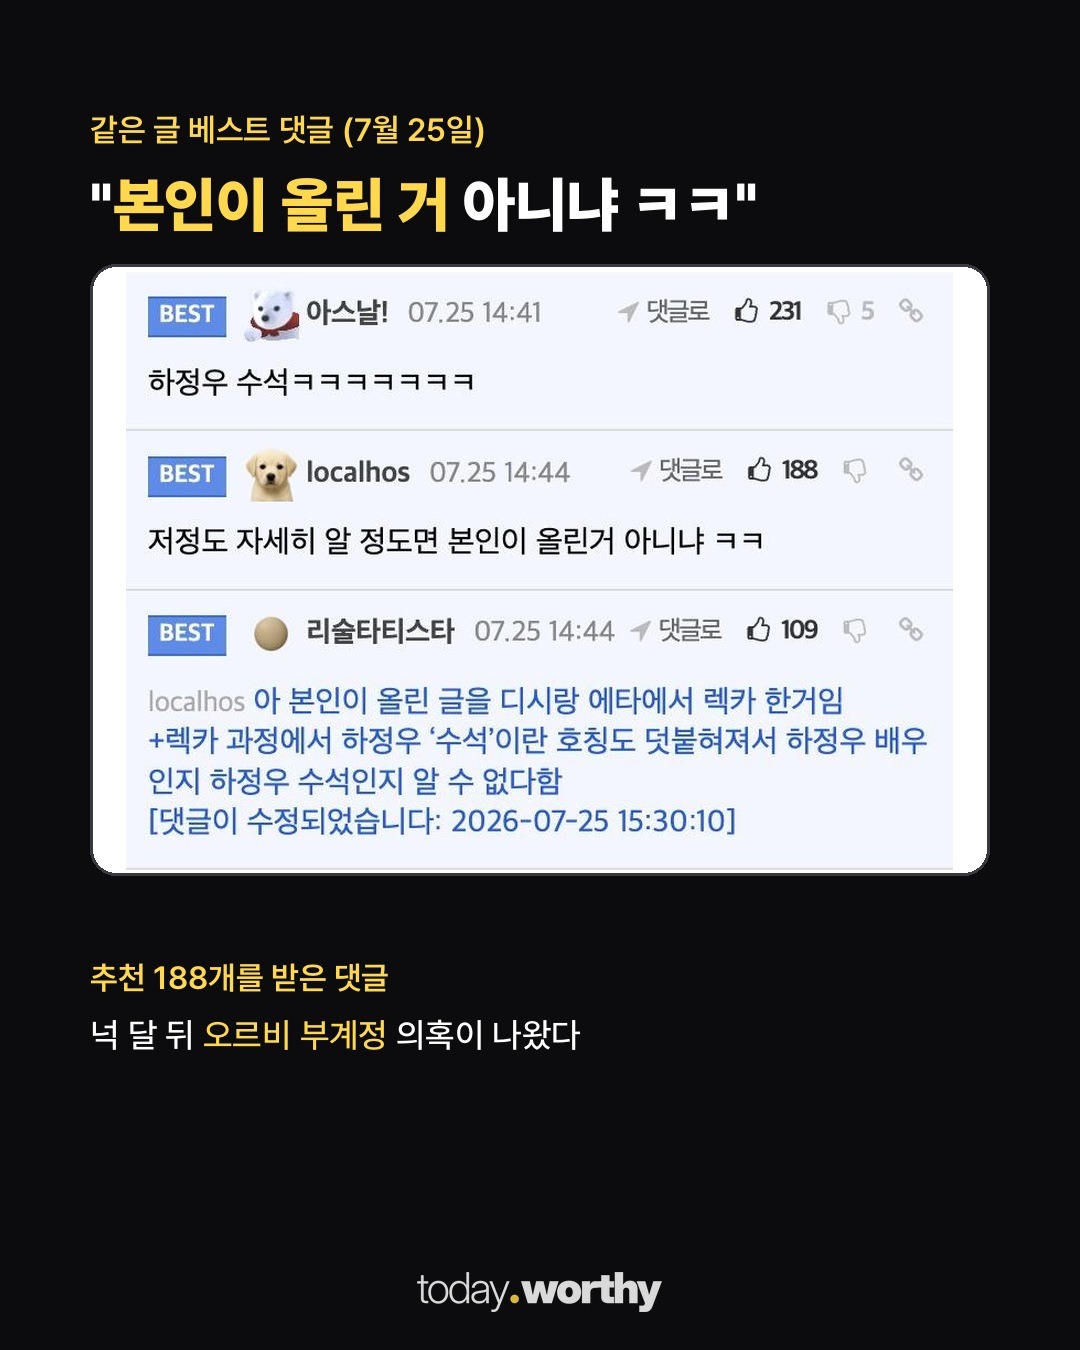 같은 글 베스트 댓글 (7월 25일)
"본인이 올린 거 아니냐 ㅋㅋ"
BEST 아스날! 07.25 14:41 댓글로 231 5
하정우 수석ㅋㅋㅋㅋㅋㅋㅋ
BEST localhos 07.25 14:44 댓글로 188
저정도 자세히 알 정도면 본인이 올린거 아니냐 ㅋㅋ
BEST 리술타티스타 07.25 14:44 댓글로 109
localhos 아 본인이 올린 글을 디시랑 에타에서 렉카 한거임
+렉카 과정에서 하정우 ‘수석’이란 호칭도 덧붙혀져서 하정우 배우
인지 하정우 수석인지 알 수 없다함
[댓글이 수정되었습니다: 2026-07-25 15:30:10]
추천 188개를 받은 댓글
넉 달 뒤 오르비 부계정 의혹이 나왔다
today.worthy